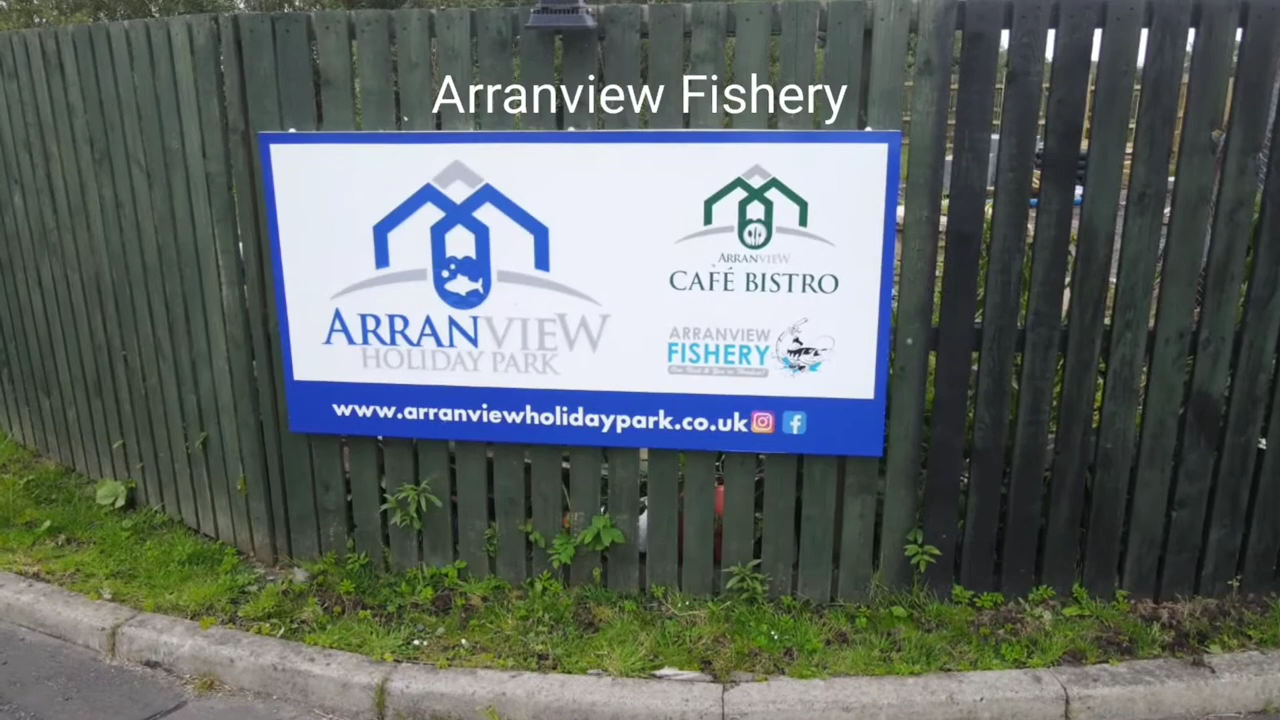 Arranview Fishery
ARRANVIEW
HOLIDAY PARK
ARRANVIEW
CAFÉ BISTRO
ARRANVIEW
FISHERY
www.arranviewholidaypark.co.uk